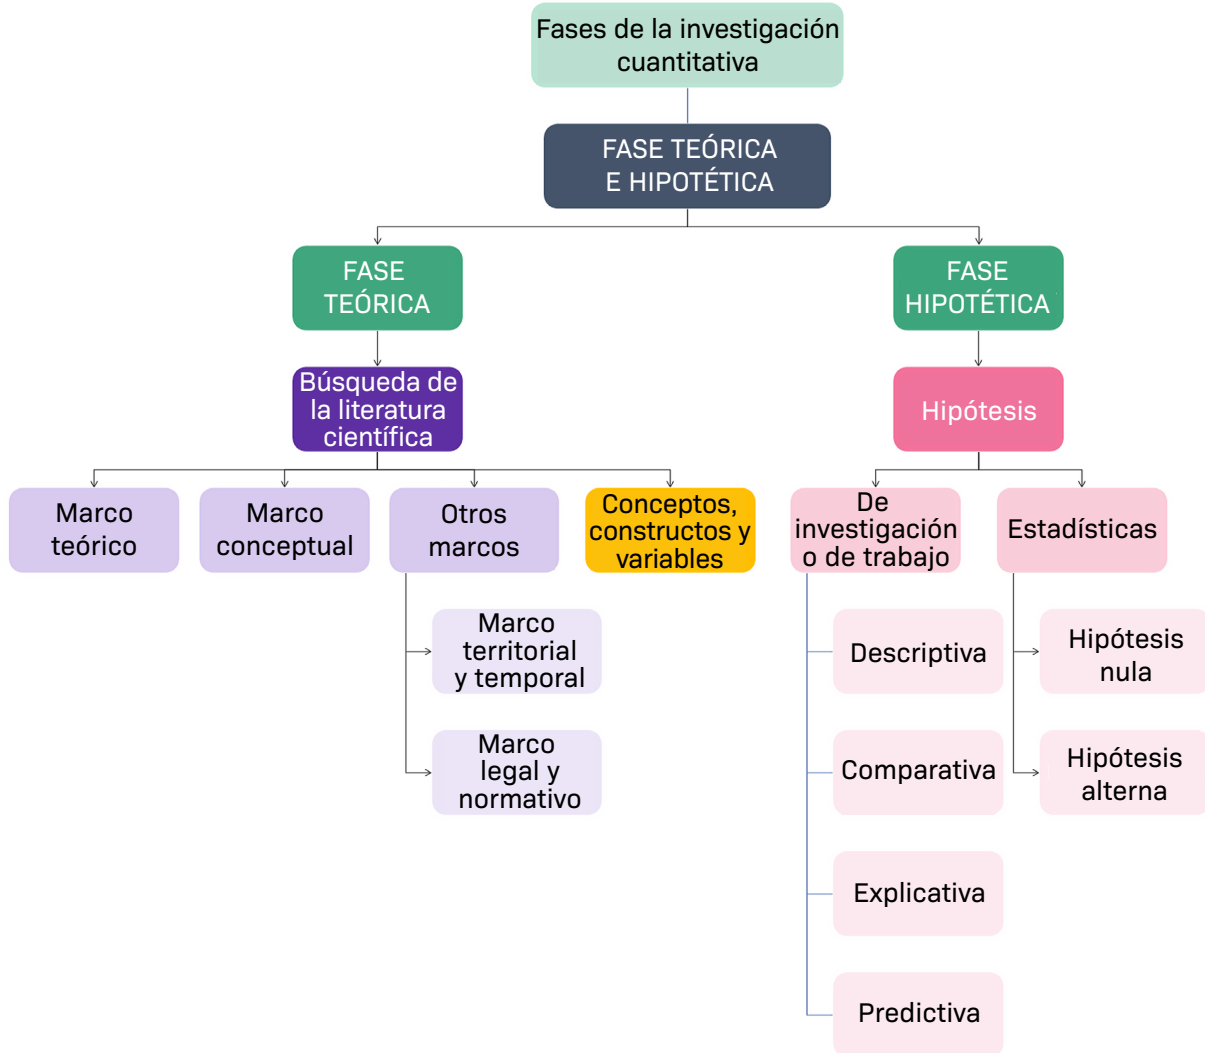 Fases de la investigación
cuantitativa
FASE TEÓRICA
E HIPOTÉTICA
FASE
TEÓRICA
FASE
HIPOTÉTICA
Búsqueda de
la literatura
científica
Hipótesis
Marco
teórico
Marco
conceptual
Otros
marcos
Conceptos,
constructos y
variables
De
investigación
o de trabajo
Estadísticas
Marco
territorial
y temporal
Marco
legal y
normativo
Descriptiva
Comparativa
Explicativa
Predictiva
Hipótesis
nula
Hipótesis
alterna